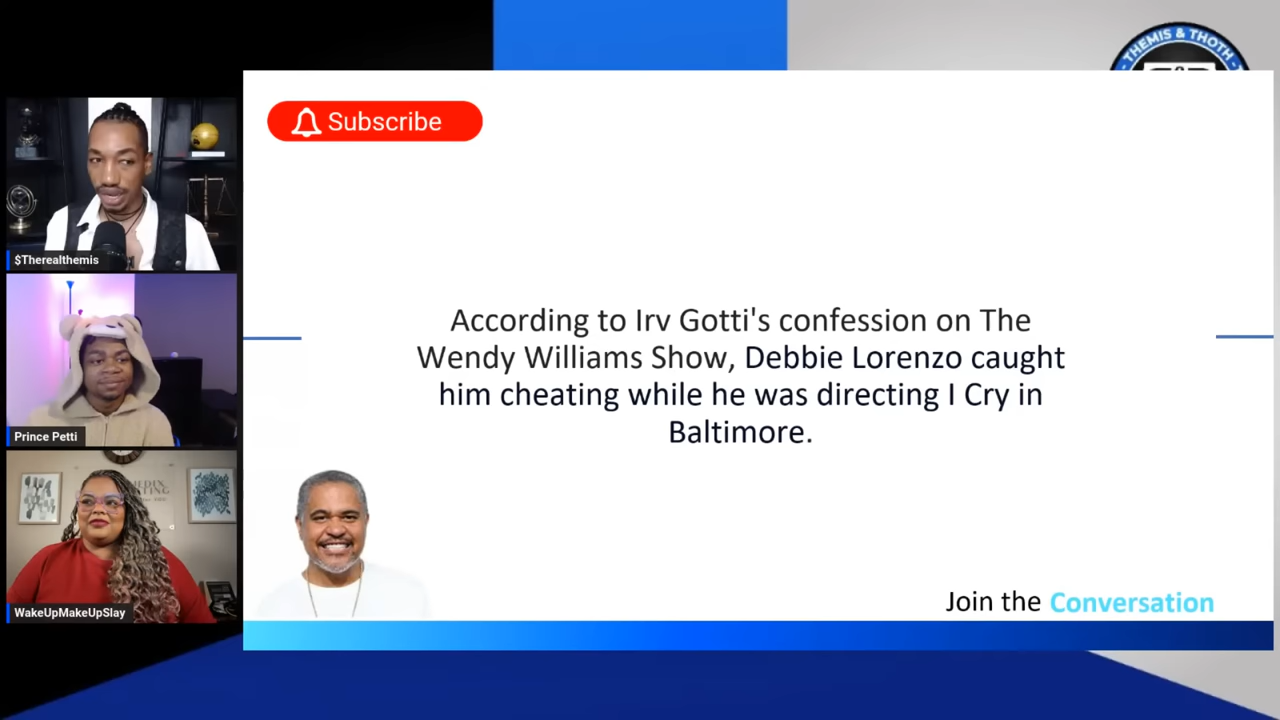 - THEMIS & THOTH -
Subscribe
$Therealthemis
Prince Petti
WakeUpMakeUpSlay
According to Irv Gotti's confession on The
Wendy Williams Show, Debbie Lorenzo caught
him cheating while he was directing I Cry in
Baltimore.
Join the Conversation